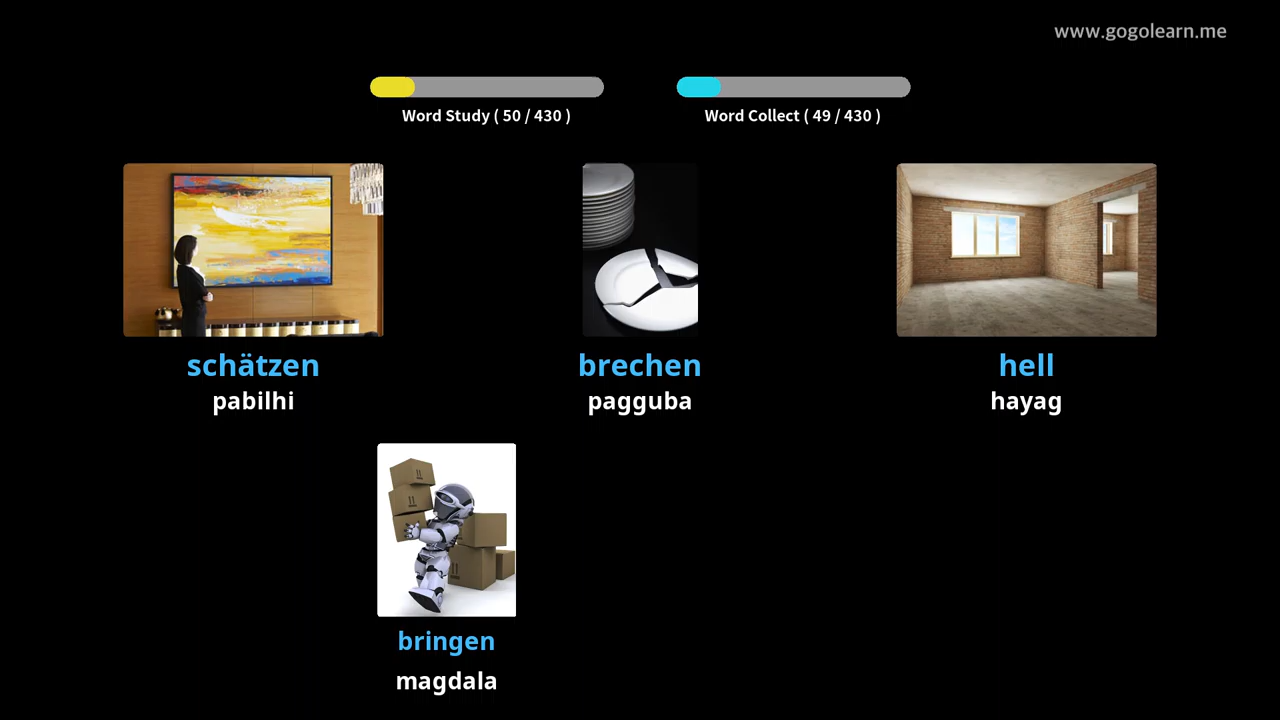 www.gogolearn.me
Word Study ( 50 / 430 )
Word Collect ( 49 / 430 )
schätzen
pabilhi
brechen
pagguba
hell
hayag
bringen
magdala